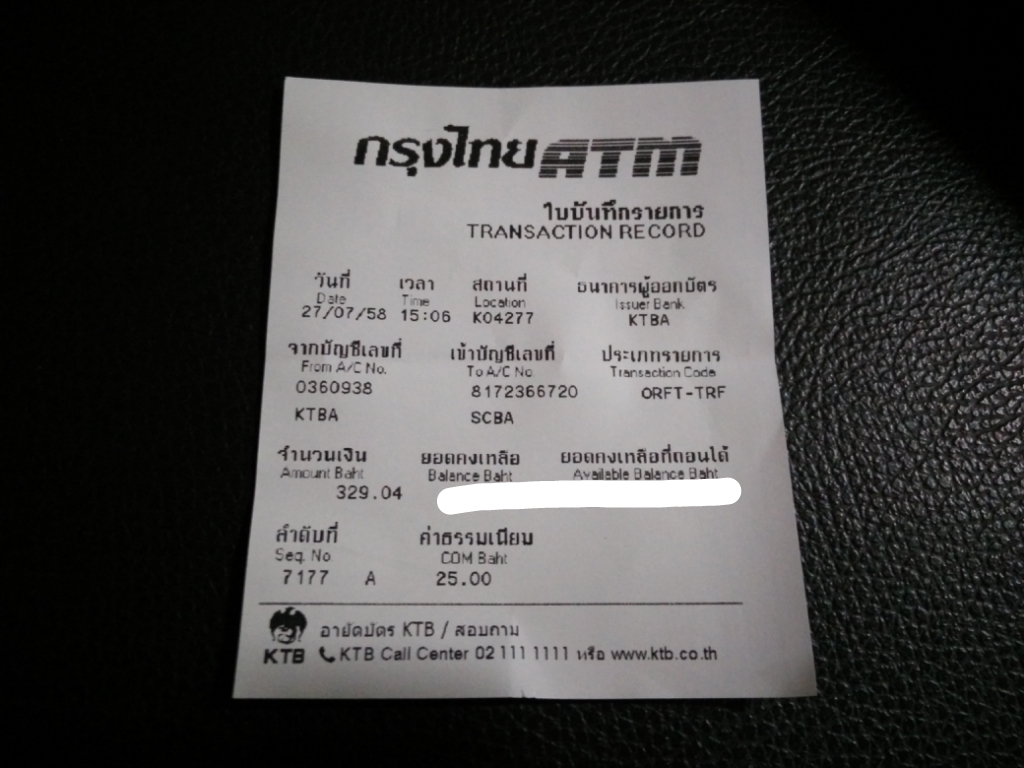 กรุงไทย ATM
ใบบันทึกรายการ
TRANSACTION RECORD
วันที่ เวลา สถานที่ ธนาคารผู้ออกบัตร
Date Time Location Issuer Bank
27/07/58 15:06 K04277 KTBA
จากบัญชีเลขที่ เข้าบัญชีเลขที่ ประเภทรายการ
From A/C No. To A/C No. Transaction Code
0360938 8172366720 ORFT-TRF
KTBA SCBA
จำนวนเงิน ยอดคงเหลือ ยอดคงเหลือที่ถอนได้
Amount Baht Balance Baht Available Balance Baht
329.04
ลำดับที่ ค่าธรรมเนียม
Seq. No COM Baht
7177 A 25.00
อายัดบัตร KTB / สอบถาม
KTB KTB Call Center 02 111 1111 หรือ www.ktb.co.th